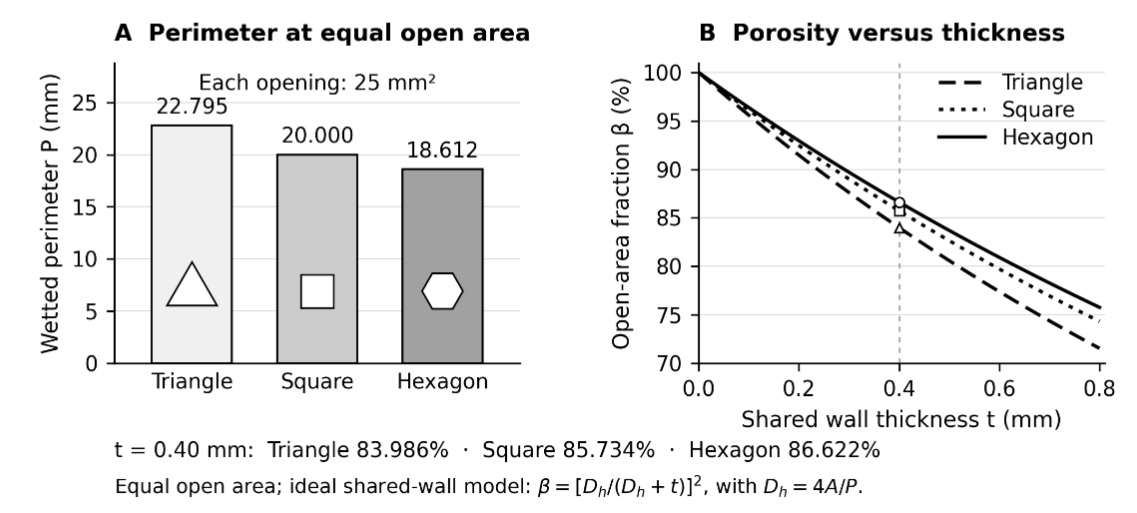 A Perimeter at equal open area
Wetted perimeter P (mm)
Each opening: 25 mm²
25
20
15
10
5
0
22.795
20.000
18.612
Triangle
Square
Hexagon
B Porosity versus thickness
Open-area fraction β (%)
100
95
90
85
80
75
70
Triangle
Square
Hexagon
0.0
0.2
0.4
0.6
0.8
Shared wall thickness t (mm)
t = 0.40 mm: Triangle 83.986% · Square 85.734% · Hexagon 86.622%
Equal open area; ideal shared-wall model: β = [Dₕ/(Dₕ + t)]², with Dₕ = 4A/P.